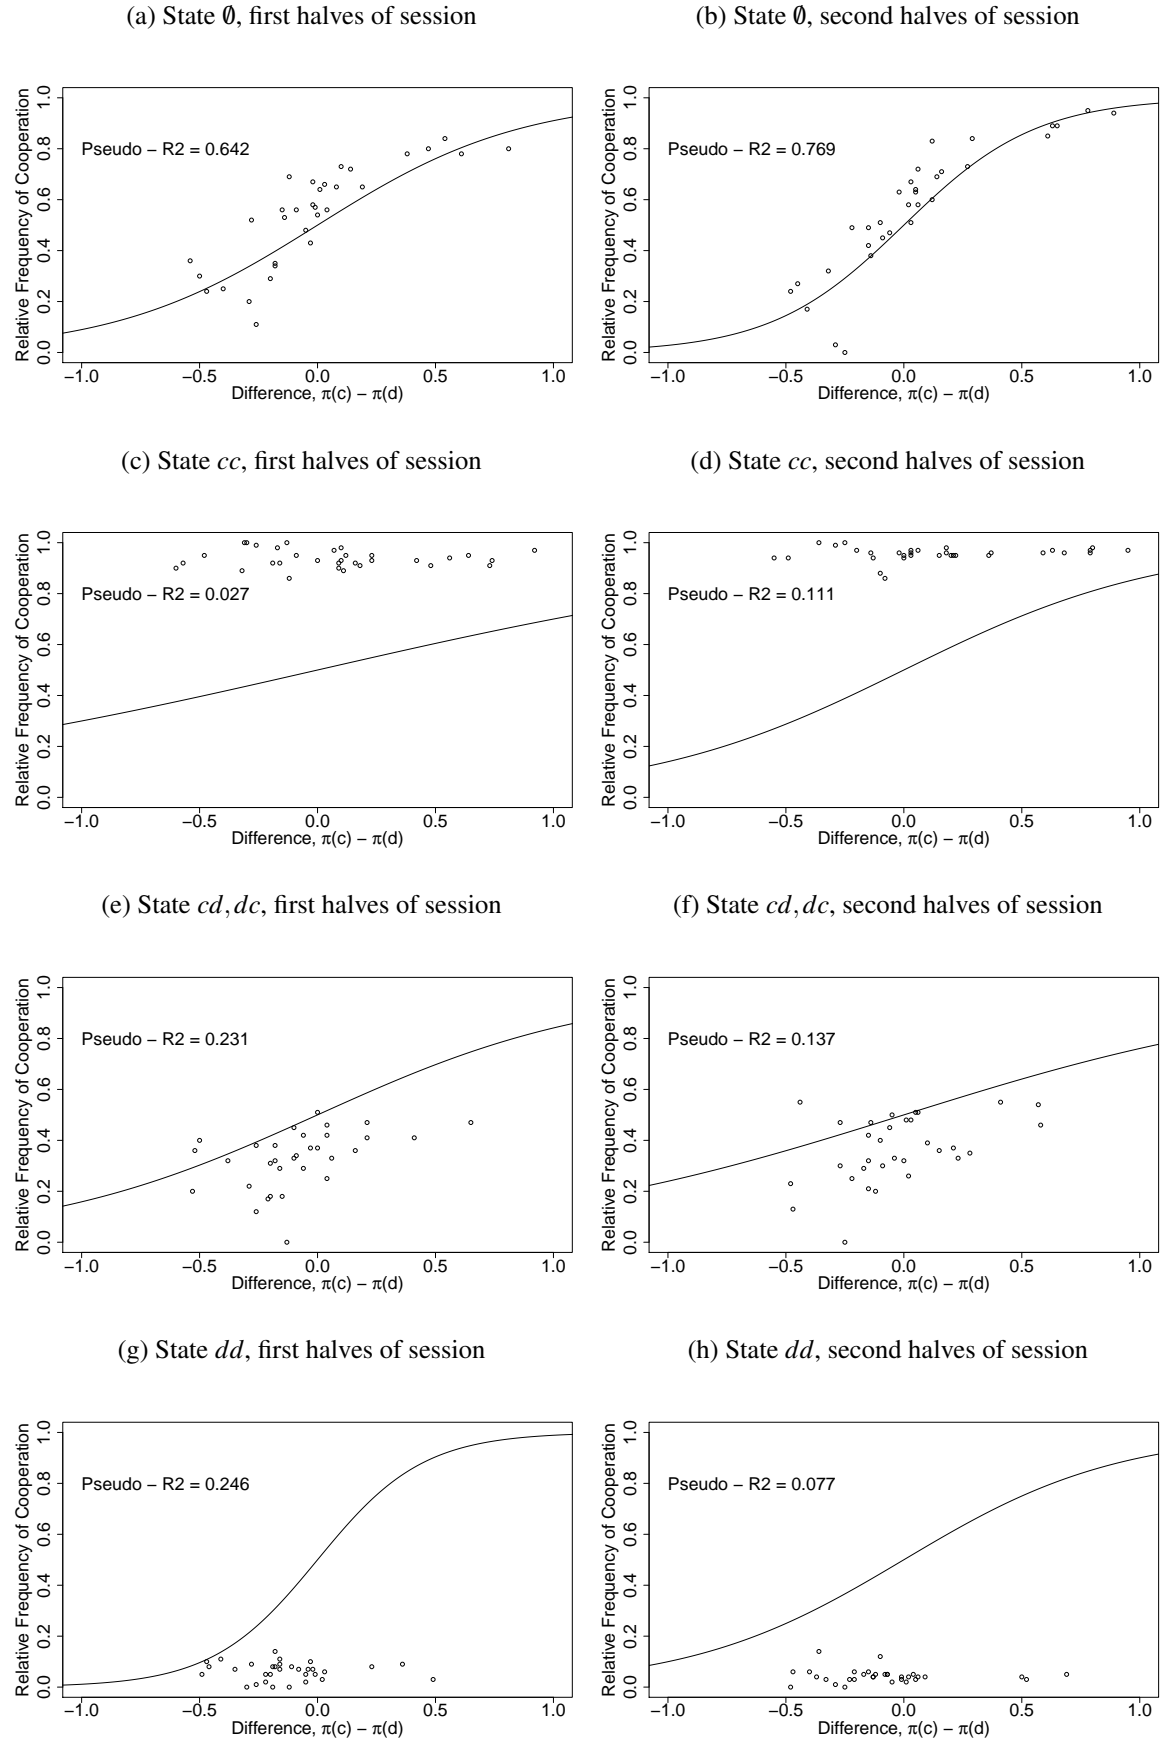 (a) State ∅, first halves of session
Relative Frequency of Cooperation
1.0
0.8
0.6
0.4
0.2
0.0
Pseudo − R2 = 0.642
−1.0 −0.5 0.0 0.5 1.0
Difference, π(c) − π(d)
(b) State ∅, second halves of session
Relative Frequency of Cooperation
1.0
0.8
0.6
0.4
0.2
0.0
Pseudo − R2 = 0.769
−1.0 −0.5 0.0 0.5 1.0
Difference, π(c) − π(d)
(c) State cc, first halves of session
Relative Frequency of Cooperation
1.0
0.8
0.6
0.4
0.2
0.0
Pseudo − R2 = 0.027
−1.0 −0.5 0.0 0.5 1.0
Difference, π(c) − π(d)
(d) State cc, second halves of session
Relative Frequency of Cooperation
1.0
0.8
0.6
0.4
0.2
0.0
Pseudo − R2 = 0.111
−1.0 −0.5 0.0 0.5 1.0
Difference, π(c) − π(d)
(e) State cd,dc, first halves of session
Relative Frequency of Cooperation
1.0
0.8
0.6
0.4
0.2
0.0
Pseudo − R2 = 0.231
−1.0 −0.5 0.0 0.5 1.0
Difference, π(c) − π(d)
(f) State cd,dc, second halves of session
Relative Frequency of Cooperation
1.0
0.8
0.6
0.4
0.2
0.0
Pseudo − R2 = 0.137
−1.0 −0.5 0.0 0.5 1.0
Difference, π(c) − π(d)
(g) State dd, first halves of session
Relative Frequency of Cooperation
1.0
0.8
0.6
0.4
0.2
0.0
Pseudo − R2 = 0.246
−1.0 −0.5 0.0 0.5 1.0
Difference, π(c) − π(d)
(h) State dd, second halves of session
Relative Frequency of Cooperation
1.0
0.8
0.6
0.4
0.2
0.0
Pseudo − R2 = 0.077
−1.0 −0.5 0.0 0.5 1.0
Difference, π(c) − π(d)